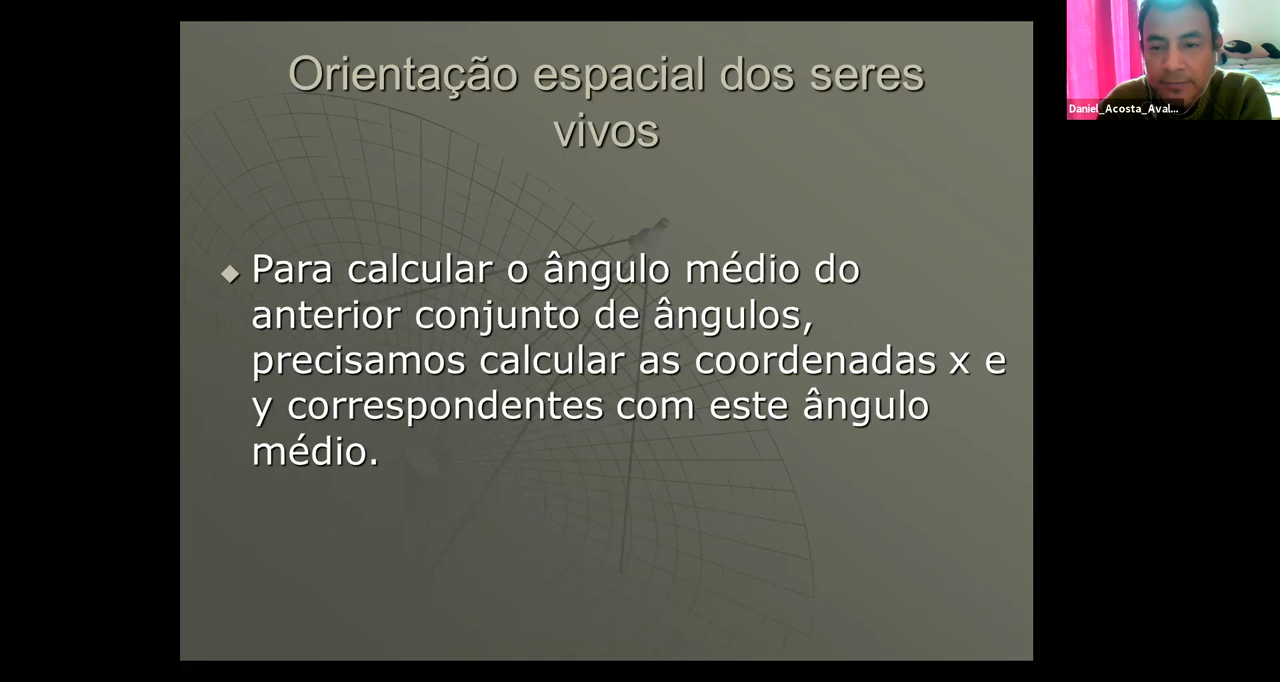 Orientação espacial dos seres
vivos
Para calcular o ângulo médio do
anterior conjunto de ângulos,
precisamos calcular as coordenadas x e
y correspondentes com este ângulo
médio.
Daniel_Acosta_Aval...